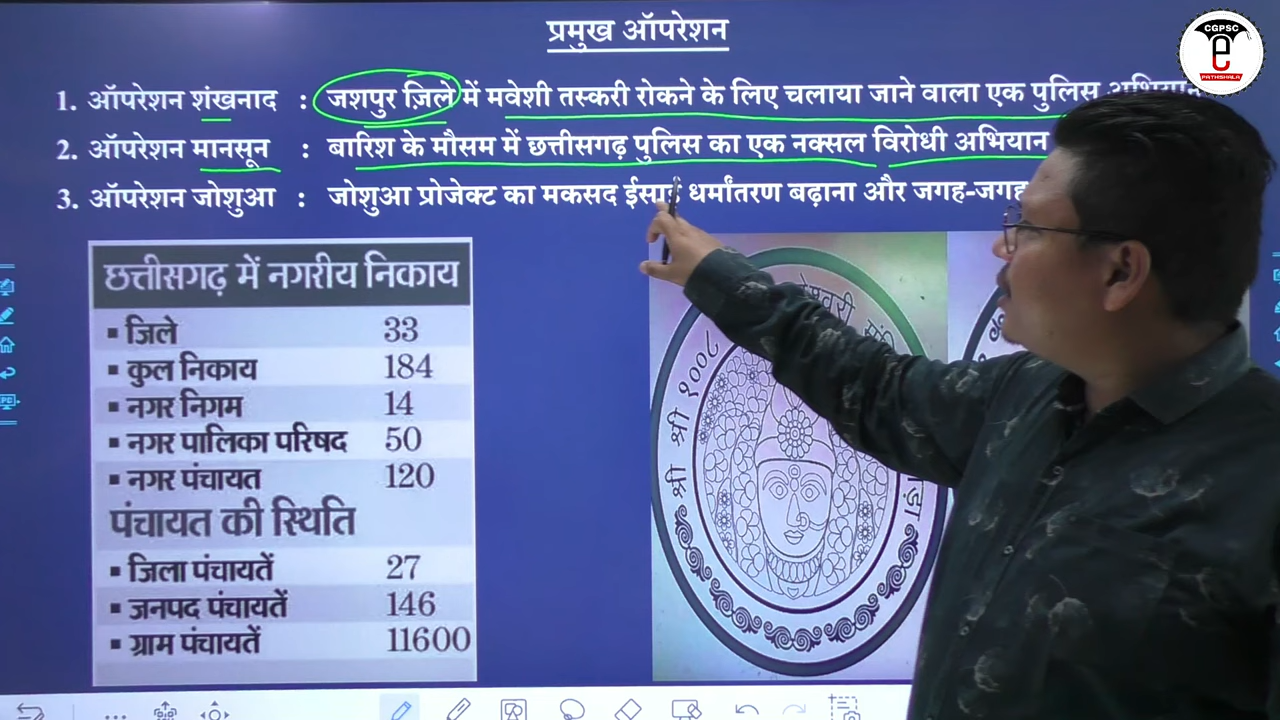 प्रमुख ऑपरेशन
CGPSC
e
PATHSHALA
1. ऑपरेशन शंखनाद : जशपुर ज़िले में मवेशी तस्करी रोकने के लिए चलाया जाने वाला एक पुलिस अभियान
2. ऑपरेशन मानसून : बारिश के मौसम में छत्तीसगढ़ पुलिस का एक नक्सल विरोधी अभियान
3. ऑपरेशन जोशुआ : जोशुआ प्रोजेक्ट का मकसद ईसाई धर्मांतरण बढ़ाना और जगह-जगह
छत्तीसगढ़ में नगरीय निकाय
▪ जिले 33
▪ कुल निकाय 184
▪ नगर निगम 14
▪ नगर पालिका परिषद 50
▪ नगर पंचायत 120
पंचायत की स्थिति
▪ जिला पंचायतें 27
▪ जनपद पंचायतें 146
▪ ग्राम पंचायतें 11600
श्री श्री १००८